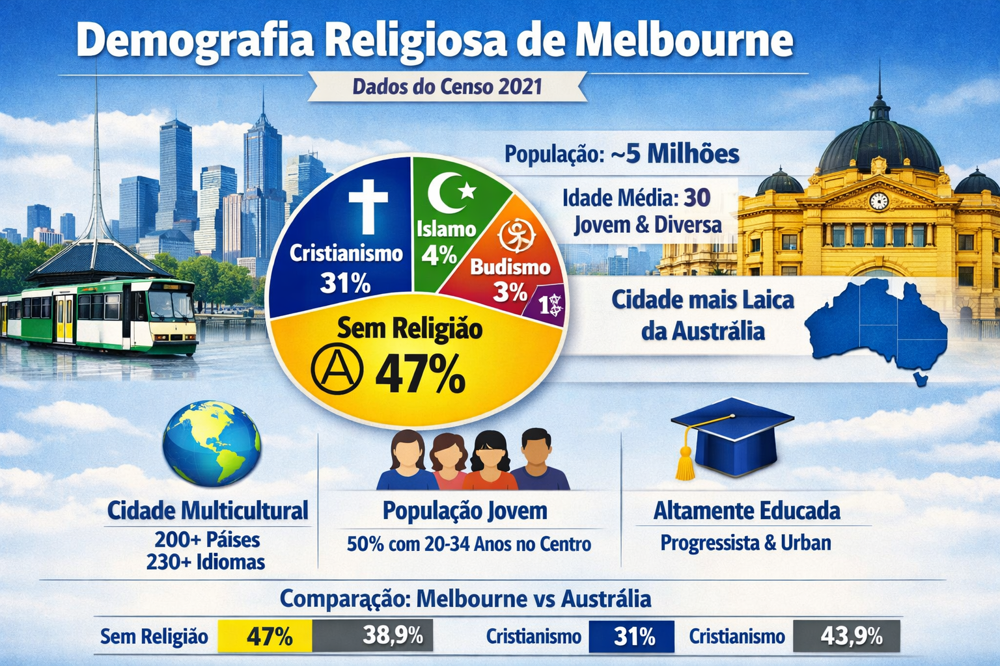 Demografia Religiosa de Melbourne
Dados do Censo 2021
População: ~5 Milhões
Idade Média: 30
Jovem & Diversa
Cristianismo
31%
Islamo
4%
Budismo
3%
1
Sem Religião
A 47%
Cidade mais Laica
da Austrália
Cidade Multicultural
200+ Páises
230+ Idiomas
População Jovem
50% com 20-34 Anos no Centro
Altamente Educada
Progressista & Urban
Comparação: Melbourne vs Austrália
Sem Religião 47% 38,9% Cristianismo 31% Cristianismo 43,9%